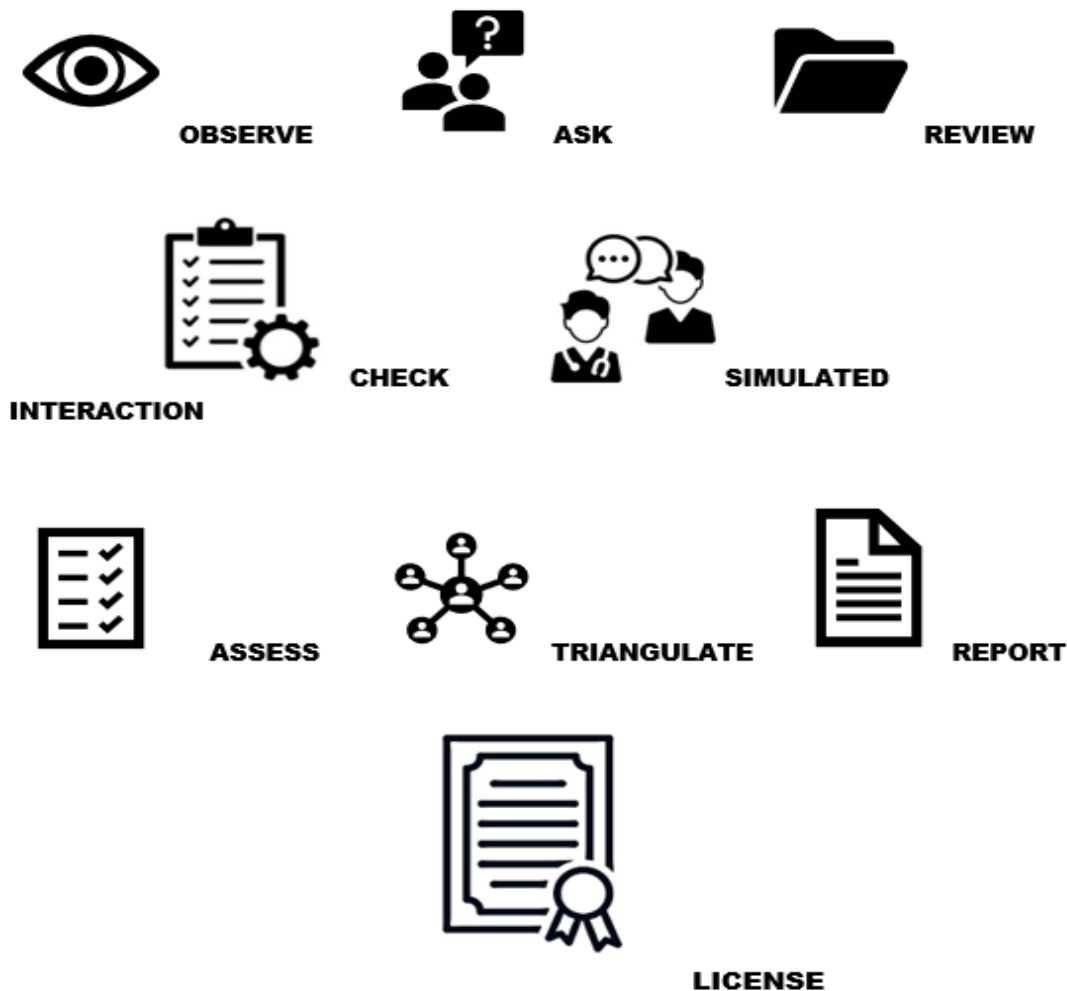 OBSERVE ASK REVIEW
CHECK SIMULATED
INTERACTION
ASSESS TRIANGULATE REPORT
LICENSE